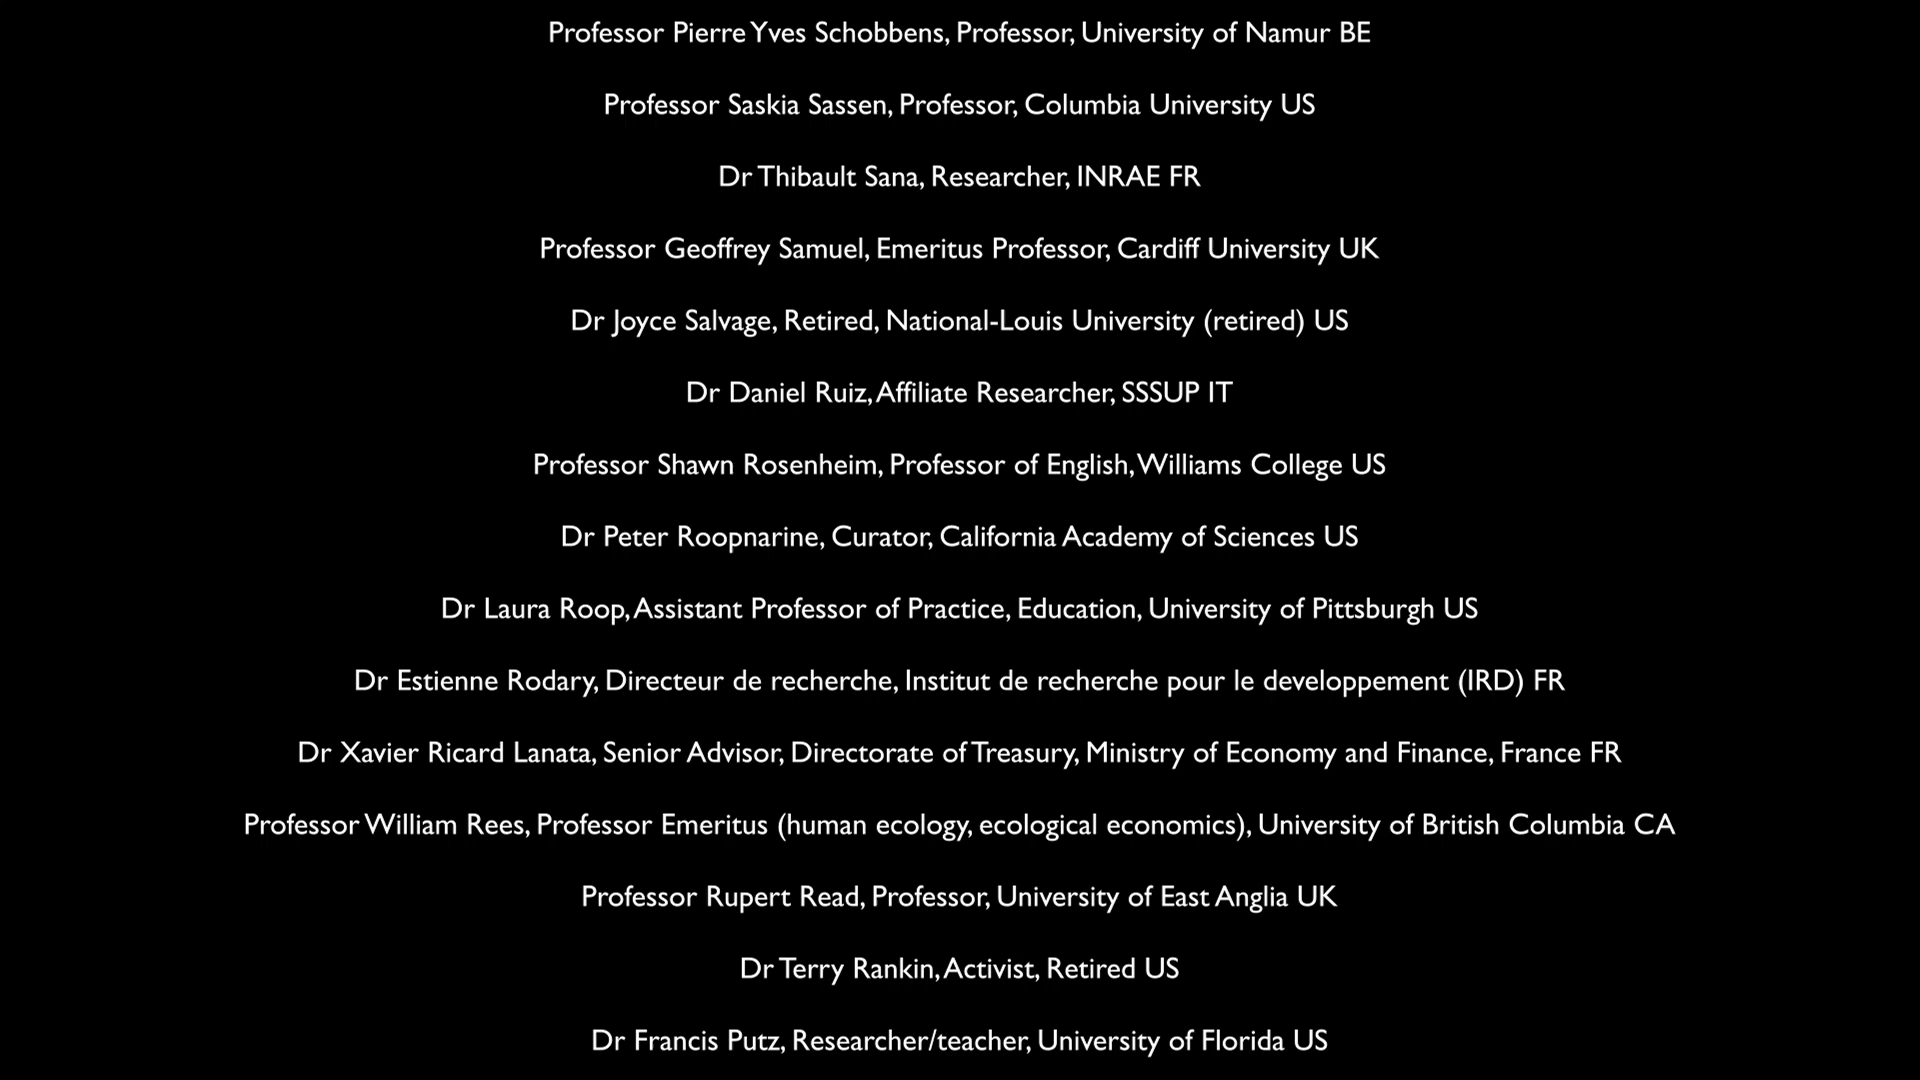 Professor Pierre Yves Schobbens, Professor, University of Namur BE
Professor Saskia Sassen, Professor, Columbia University US
Dr Thibault Sana, Researcher, INRAE FR
Professor Geoffrey Samuel, Emeritus Professor, Cardiff University UK
Dr Joyce Salvage, Retired, National-Louis University (retired) US
Dr Daniel Ruiz, Affiliate Researcher, SSSUP IT
Professor Shawn Rosenheim, Professor of English, Williams College US
Dr Peter Roopnarine, Curator, California Academy of Sciences US
Dr Laura Roop, Assistant Professor of Practice, Education, University of Pittsburgh US
Dr Estienne Rodary, Directeur de recherche, Institut de recherche pour le developpement (IRD) FR
Dr Xavier Ricard Lanata, Senior Advisor, Directorate of Treasury, Ministry of Economy and Finance, France FR
Professor William Rees, Professor Emeritus (human ecology, ecological economics), University of British Columbia CA
Professor Rupert Read, Professor, University of East Anglia UK
Dr Terry Rankin, Activist, Retired US
Dr Francis Putz, Researcher/teacher, University of Florida US